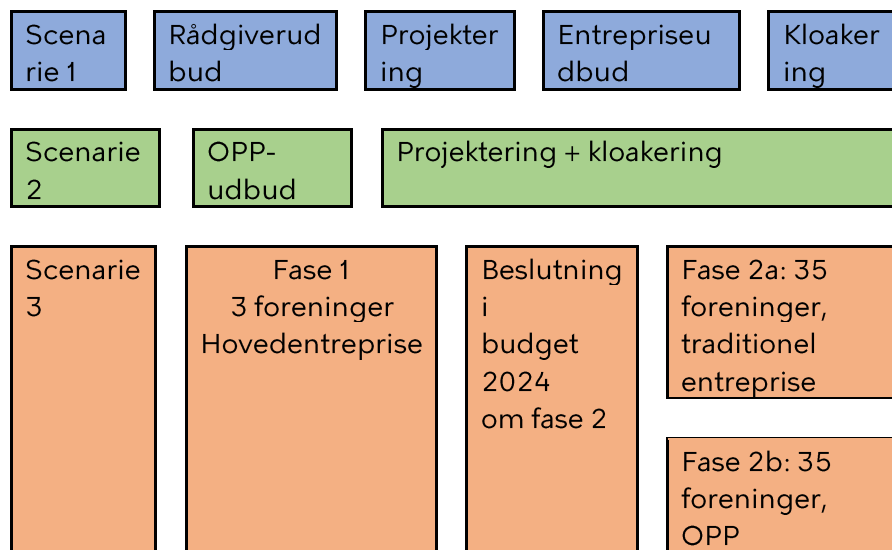 Scena
rie 1
Rådgiverud
bud
Projekter
ing
Entrepriseu
dbud
Kloaker
ing
Scenarie
2
OPP-
udbud
Projektering + kloakering
Scenarie
3
Fase 1
3 foreninger
Hovedentreprise
Beslutning
i
budget
2024
om fase 2
Fase 2a: 35
foreninger,
traditionel
entreprise
Fase 2b: 35
foreninger,
OPP